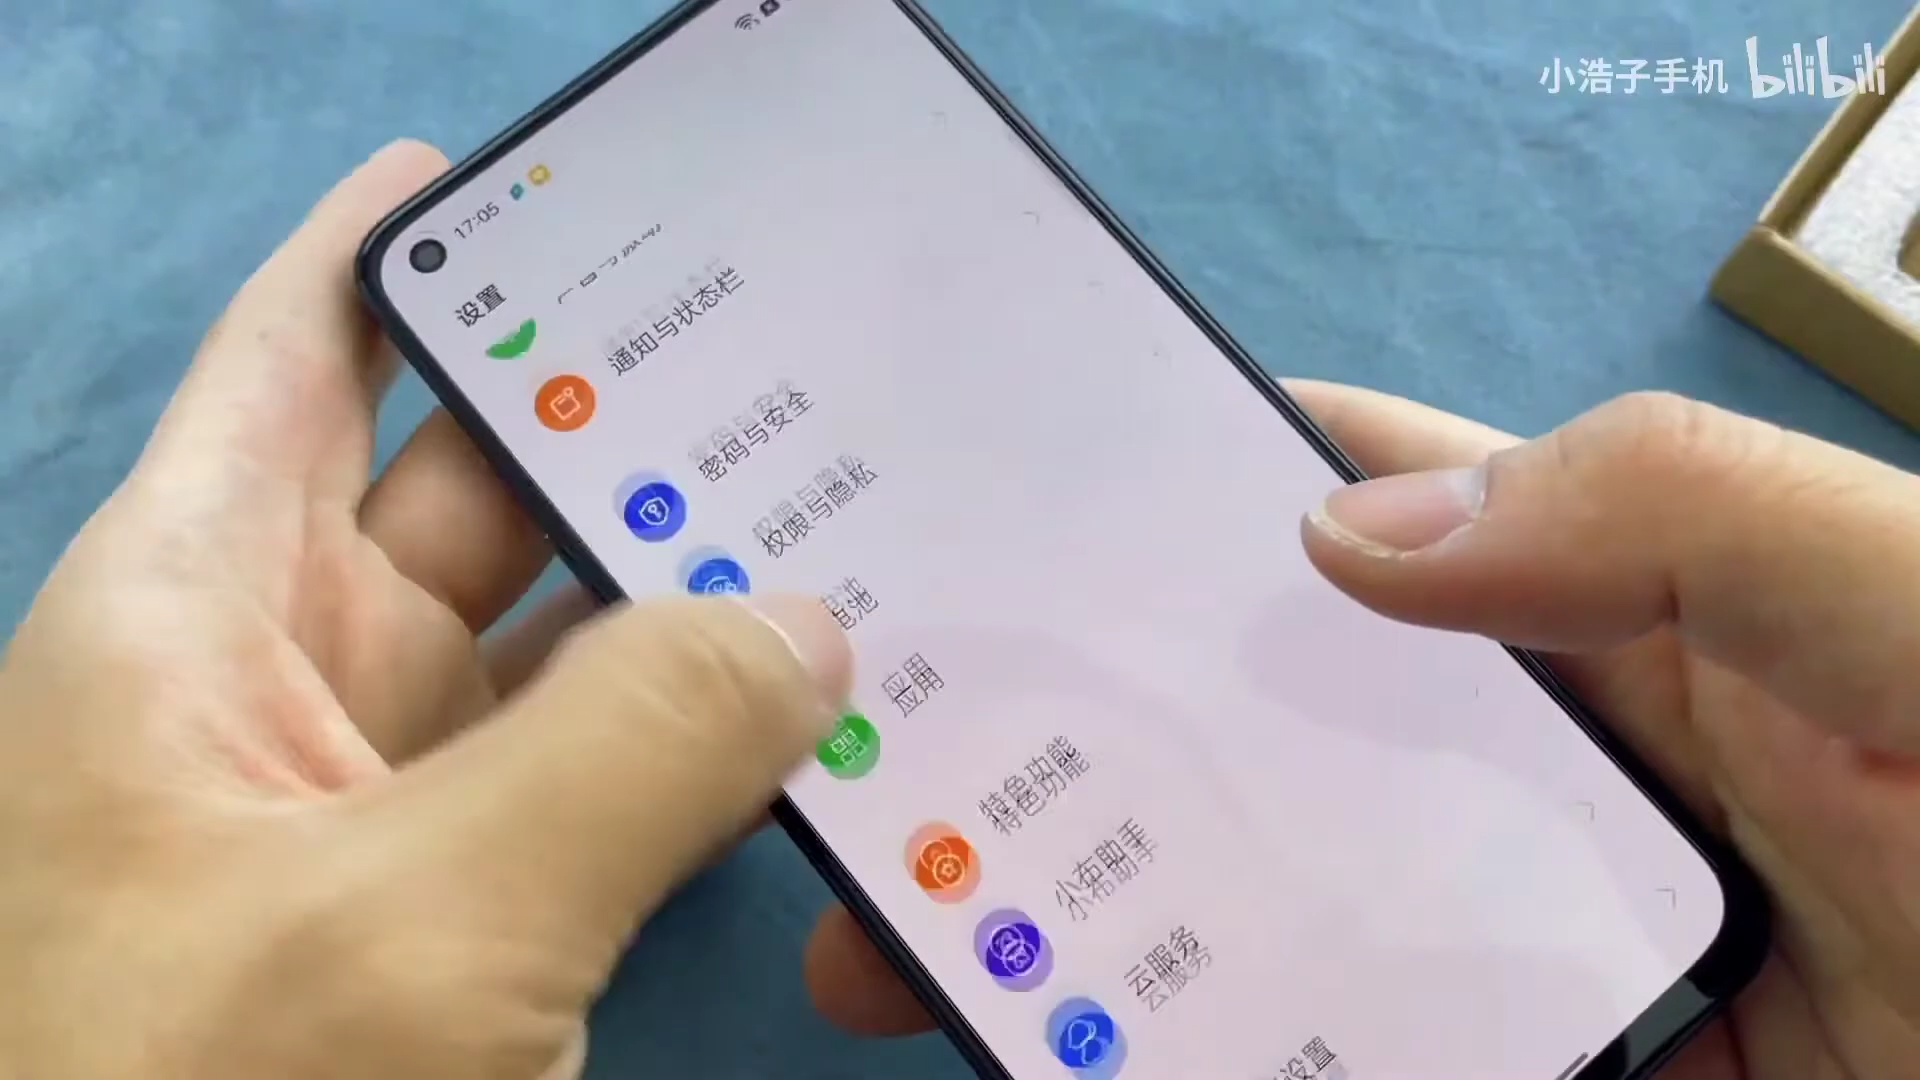 小浩子手机 bilibili
17:05
设置
通知与状态栏
密码与安全
权限与隐私
电池
应用
特色功能
小布助手
云服务
设置